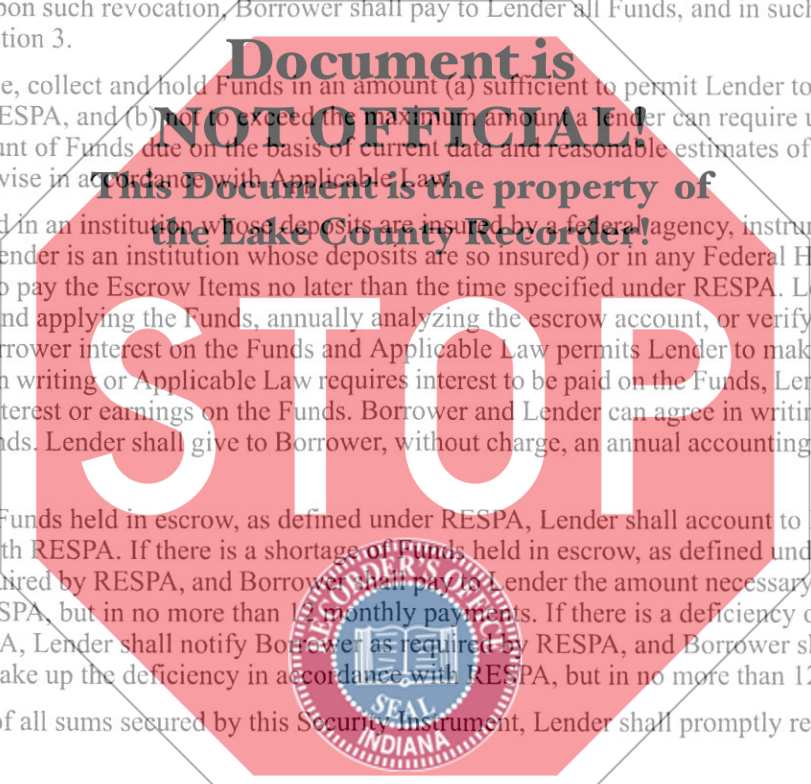 pon such revocation, Borrower shall pay to Lender all Funds, and in such
tion 3.
Document is
e, collect and hold Funds in an amount (a) sufficient to permit Lender to
NOT OFFICIAL!
ESPA, and (b) not to exceed the maximum amount a lender can require u
nt of Funds due on the basis of current data and reasonable estimates of
wise in accordance with Applicable Law.
This Document is the property of
the Lake County Recorder!
d in an institution whose deposits are insured by a federal agency, instrum
ender is an institution whose deposits are so insured) or in any Federal H
o pay the Escrow Items no later than the time specified under RESPA. Le
nd applying the Funds, annually analyzing the escrow account, or verify
STOP
rrower interest on the Funds and Applicable Law permits Lender to mak
n writing or Applicable Law requires interest to be paid on the Funds, Len
terest or earnings on the Funds. Borrower and Lender can agree in writin
nds. Lender shall give to Borrower, without charge, an annual accounting
Funds held in escrow, as defined under RESPA, Lender shall account to
th RESPA. If there is a shortage of Funds held in escrow, as defined und
uired by RESPA, and Borrower shall pay to Lender the amount necessary
SPA, but in no more than 12 monthly payments. If there is a deficiency o
A, Lender shall notify Borrower as required by RESPA, and Borrower sh
ake up the deficiency in accordance with RESPA, but in no more than 12
of all sums secured by this Security Instrument, Lender shall promptly re
RECORDER'S OFFICE
SEAL
INDIANA